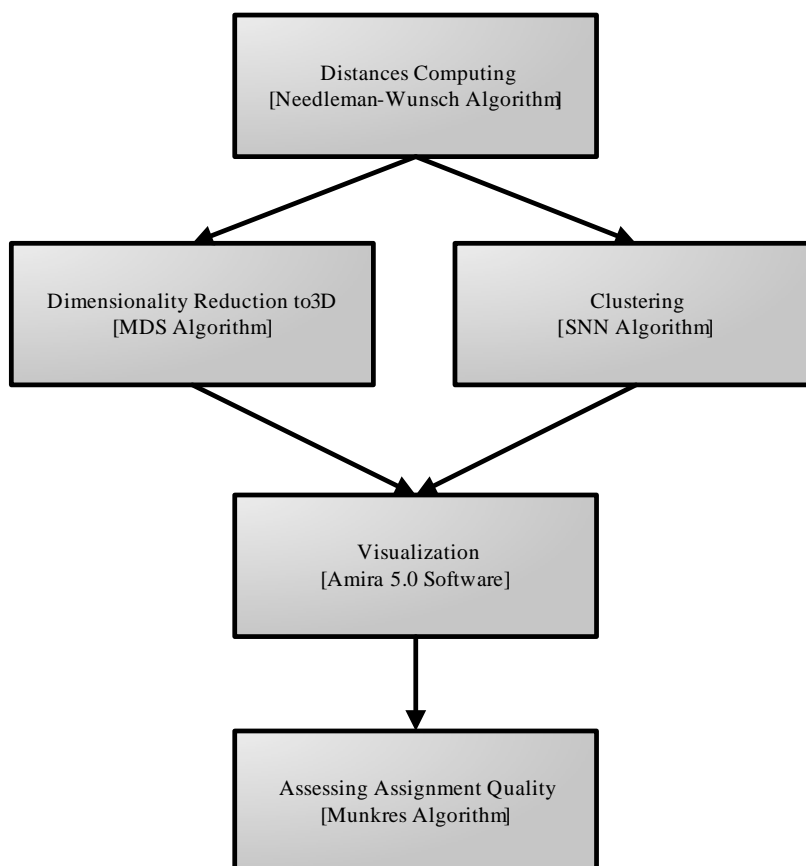 Distances Computing
[Needleman-Wunsch Algorithm]
Dimensionality Reduction to3D
[MDS Algorithm]
Clustering
[SNN Algorithm]
Visualization
[Amira 5.0 Software]
Assessing Assignment Quality
[Munkres Algorithm]